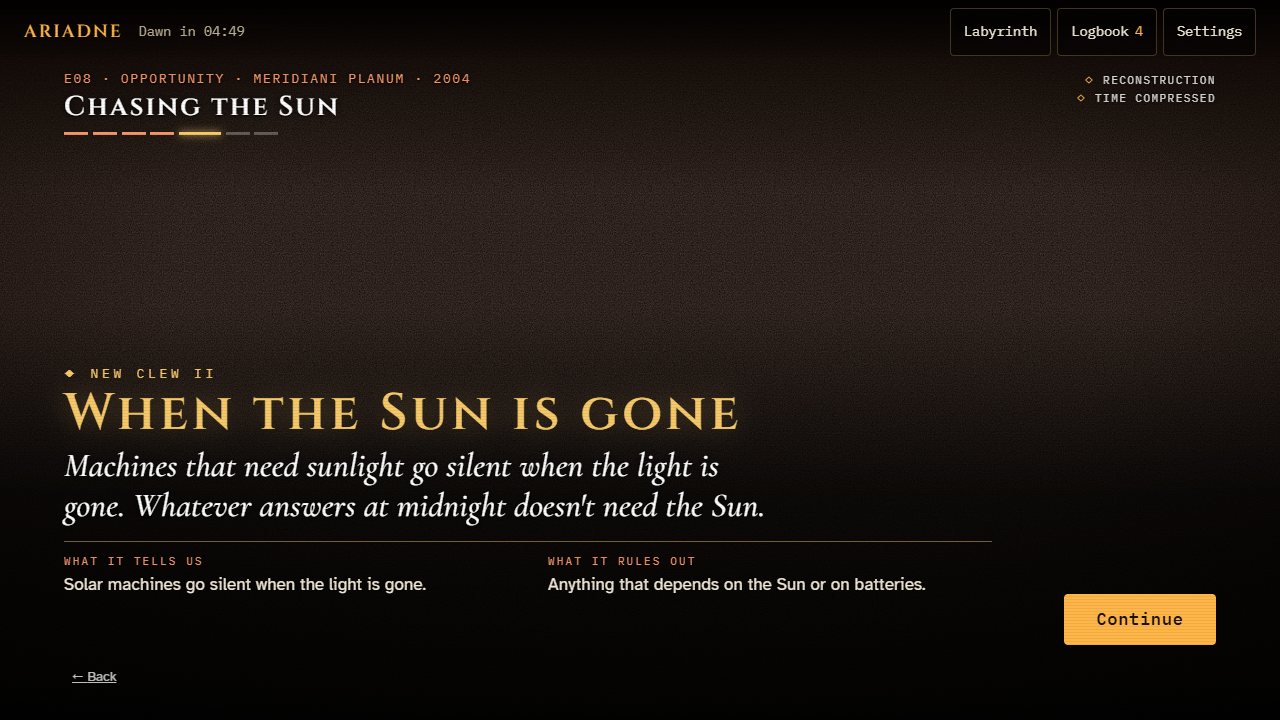 ARIADNE Dawn in 04:49 Labyrinth Logbook 4 Settings
E08 · OPPORTUNITY · MERIDIANI PLANUM · 2004
Chasing the Sun
◇ RECONSTRUCTION
◇ TIME COMPRESSED
◆ NEW CLEW II
When the Sun is gone
Machines that need sunlight go silent when the light is
gone. Whatever answers at midnight doesn't need the Sun.
WHAT IT TELLS US
Solar machines go silent when the light is gone.
WHAT IT RULES OUT
Anything that depends on the Sun or on batteries.
Continue
← Back